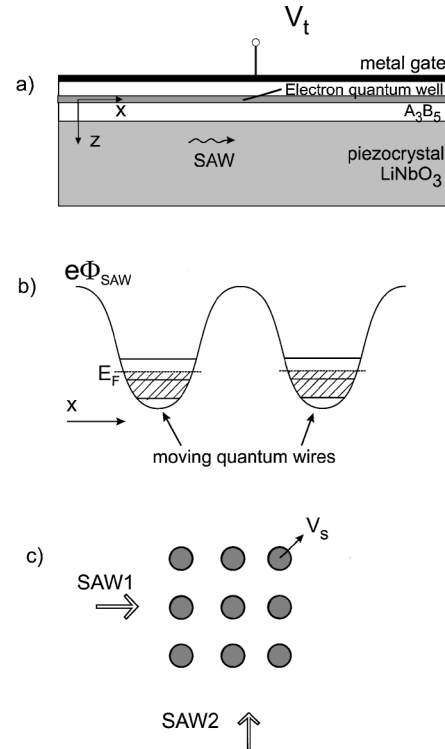 V_t
metal gate
a)
Electron quantum well
x
A_3B_5
z
SAW
piezocrystal
LiNbO_3
eΦ_SAW
b)
E_F
x
moving quantum wires
V_s
c)
SAW1
SAW2